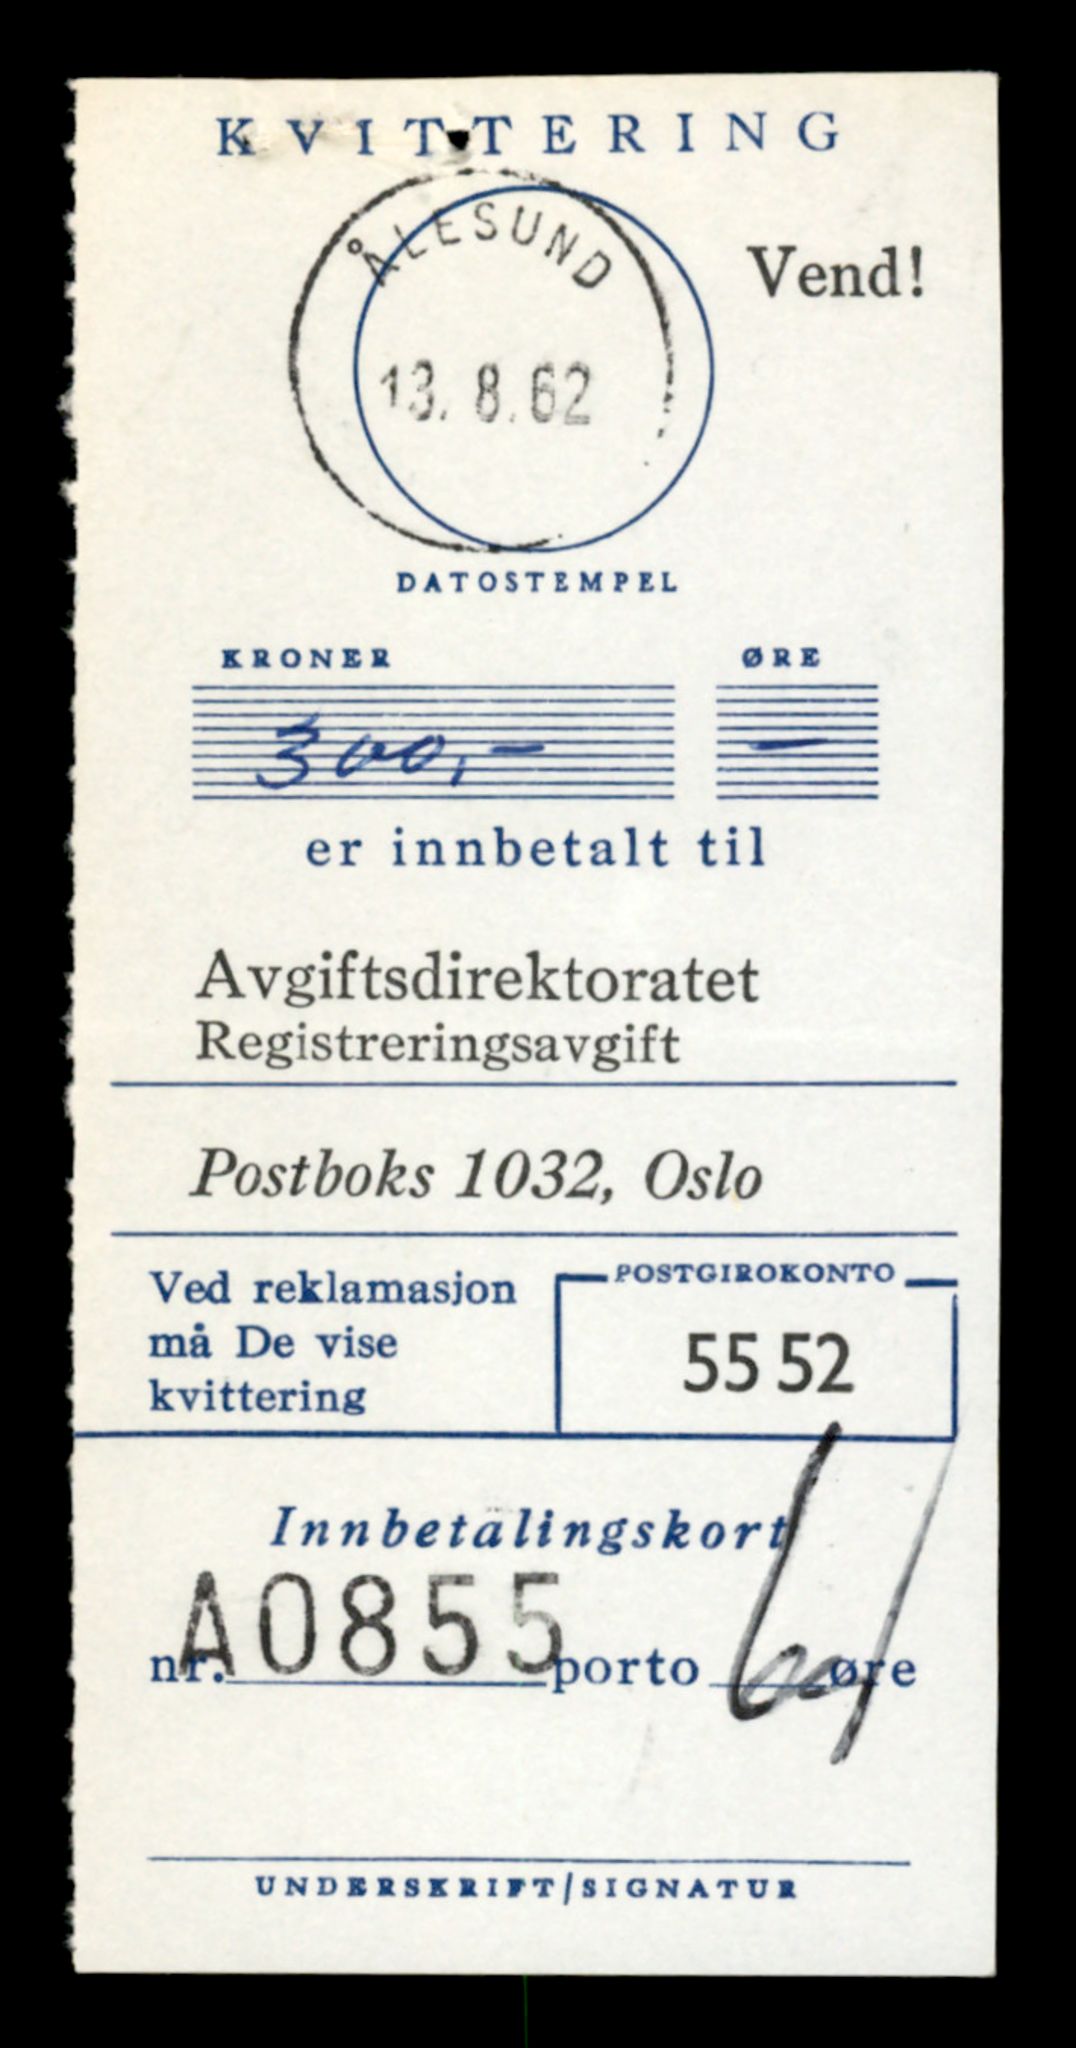 KVITTERING
ÅLESUND
Vend!
13. 8. 62
DATOSTEMPEL
KRONER ØRE
300,- –
er innbetalt til
Avgiftsdirektoratet
Registreringsavgift
Postboks 1032, Oslo
Ved reklamasjon
må De vise
kvittering
POSTGIROKONTO
55 52
Innbetalingskort
nr. A0855 porto øre
UNDERSKRIFT/SIGNATUR